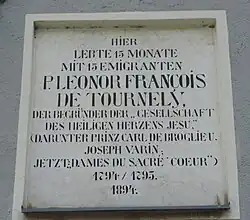 HIER
LEBTE 15 MONATE
MIT 15 EMIGRANTEN
P. LEONOR FRANÇOIS
DE TOURNELY,
DER BEGRÜNDER DER „GESELLSCHAFT
DES HEILIGEN HERZENS JESU,"
(DARUNTER PRINZ CARL DE BROGLIE U.
JOSEPH VARIN,
JETZT „DAMES DU SACRÉ COEUR")
1794/1795.
1894.